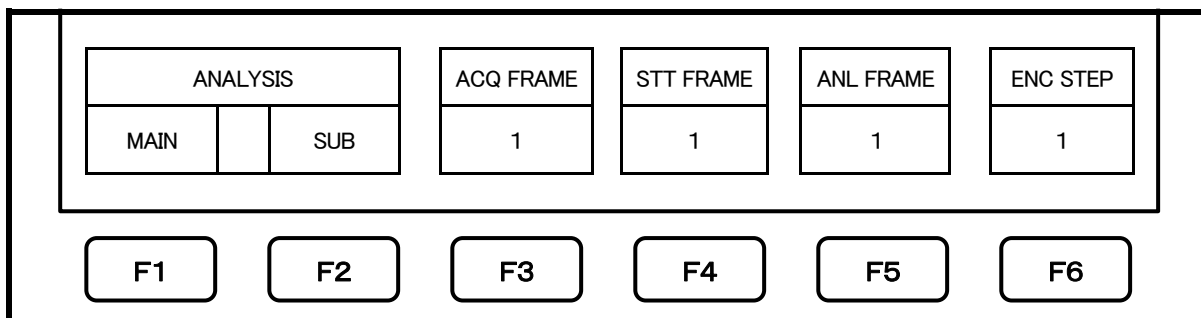 ANALYSIS ACQ FRAME STT FRAME ANL FRAME ENC STEP
MAIN SUB 1 1 1 1
F1 F2 F3 F4 F5 F6